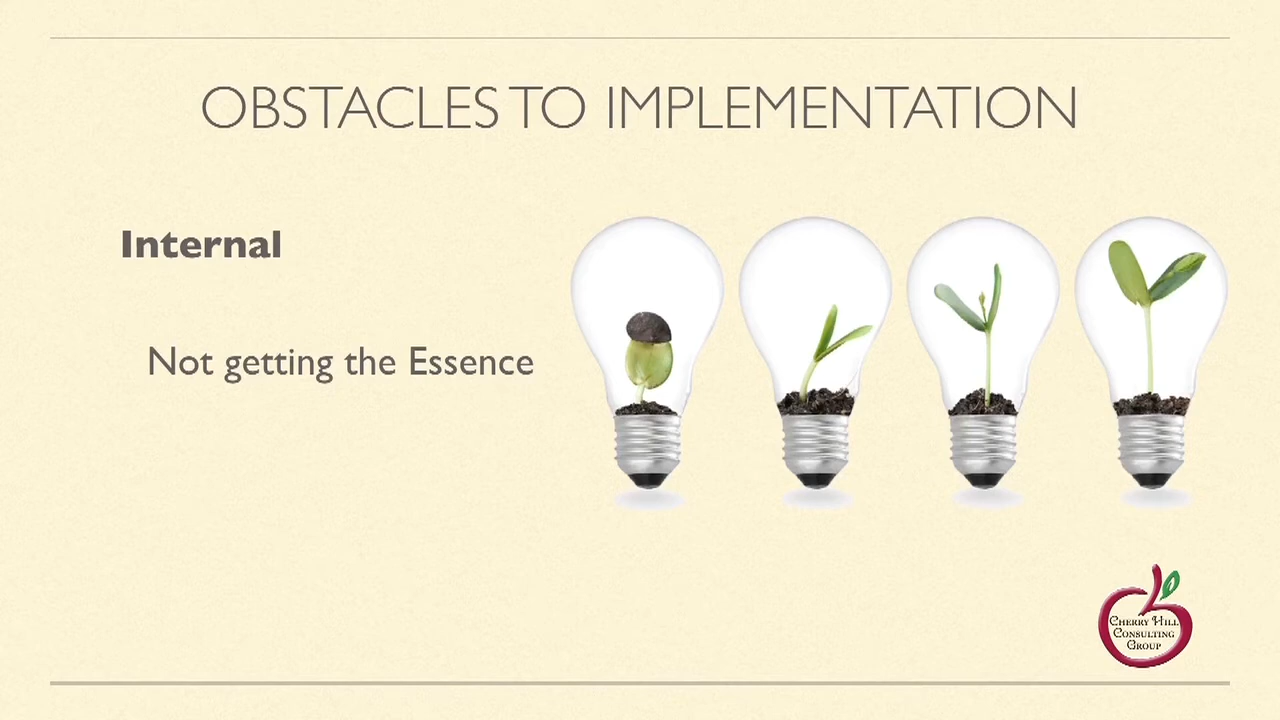 OBSTACLES TO IMPLEMENTATION
Internal
Not getting the Essence
CHERRY HILL
CONSULTING
GROUP